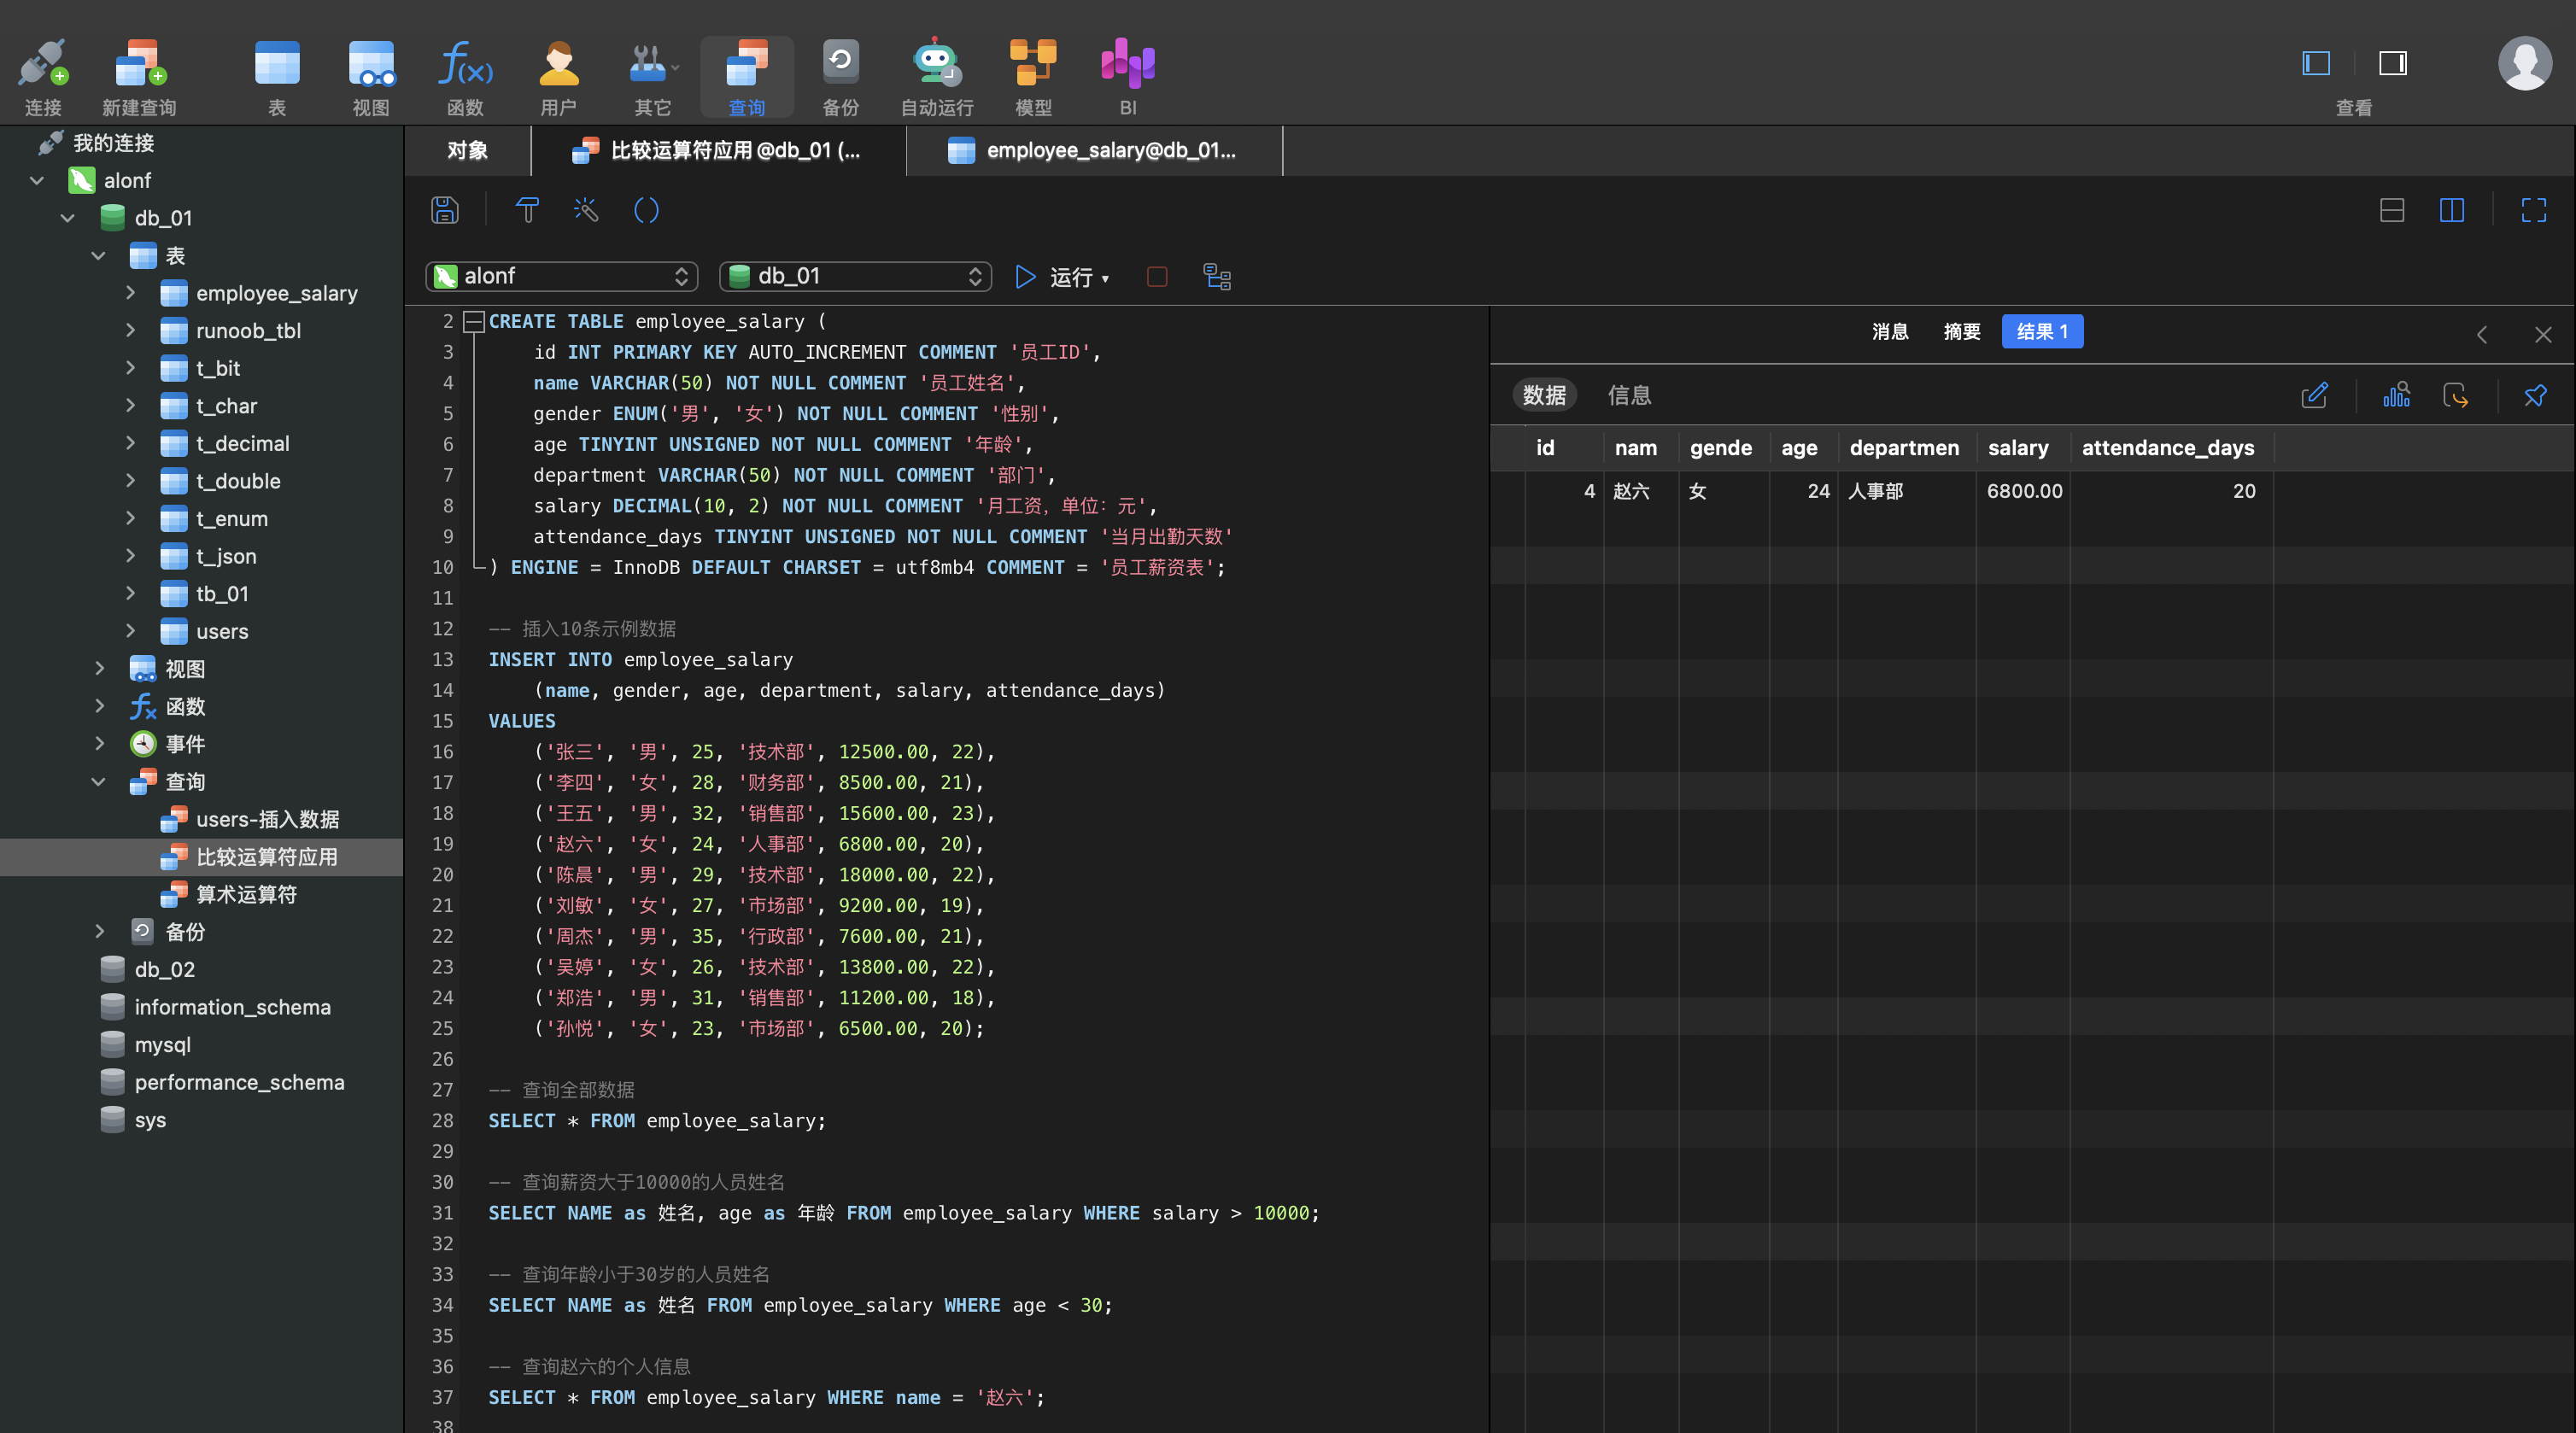 连接 新建查询 表 视图 函数 用户 其它 查询 备份 自动运行 模型 BI 查看
我的连接
alonf
db_01
表
employee_salary
runoob_tbl
t_bit
t_char
t_decimal
t_double
t_enum
t_json
tb_01
users
视图
函数
事件
查询
users-插入数据
比较运算符应用
算术运算符
备份
db_02
information_schema
mysql
performance_schema
sys
对象 比较运算符应用 @db_01 (... employee_salary@db_01...
alonf db_01 运行
2 CREATE TABLE employee_salary (
3 id INT PRIMARY KEY AUTO_INCREMENT COMMENT '员工ID',
4 name VARCHAR(50) NOT NULL COMMENT '员工姓名',
5 gender ENUM('男', '女') NOT NULL COMMENT '性别',
6 age TINYINT UNSIGNED NOT NULL COMMENT '年龄',
7 department VARCHAR(50) NOT NULL COMMENT '部门',
8 salary DECIMAL(10, 2) NOT NULL COMMENT '月工资，单位：元',
9 attendance_days TINYINT UNSIGNED NOT NULL COMMENT '当月出勤天数'
10 ) ENGINE = InnoDB DEFAULT CHARSET = utf8mb4 COMMENT = '员工薪资表';
11
12 -- 插入10条示例数据
13 INSERT INTO employee_salary
14 (name, gender, age, department, salary, attendance_days)
15 VALUES
16 ('张三', '男', 25, '技术部', 12500.00, 22),
17 ('李四', '女', 28, '财务部', 8500.00, 21),
18 ('王五', '男', 32, '销售部', 15600.00, 23),
19 ('赵六', '女', 24, '人事部', 6800.00, 20),
20 ('陈晨', '男', 29, '技术部', 18000.00, 22),
21 ('刘敏', '女', 27, '市场部', 9200.00, 19),
22 ('周杰', '男', 35, '行政部', 7600.00, 21),
23 ('吴婷', '女', 26, '技术部', 13800.00, 22),
24 ('郑浩', '男', 31, '销售部', 11200.00, 18),
25 ('孙悦', '女', 23, '市场部', 6500.00, 20);
26
27 -- 查询全部数据
28 SELECT * FROM employee_salary;
29
30 -- 查询薪资大于10000的人员姓名
31 SELECT NAME as 姓名, age as 年龄 FROM employee_salary WHERE salary > 10000;
32
33 -- 查询年龄小于30岁的人员姓名
34 SELECT NAME as 姓名 FROM employee_salary WHERE age < 30;
35
36 -- 查询赵六的个人信息
37 SELECT * FROM employee_salary WHERE name = '赵六';
38
消息 摘要 结果 1
数据 信息
id nam gende age departmen salary attendance_days
4 赵六 女 24 人事部 6800.00 20